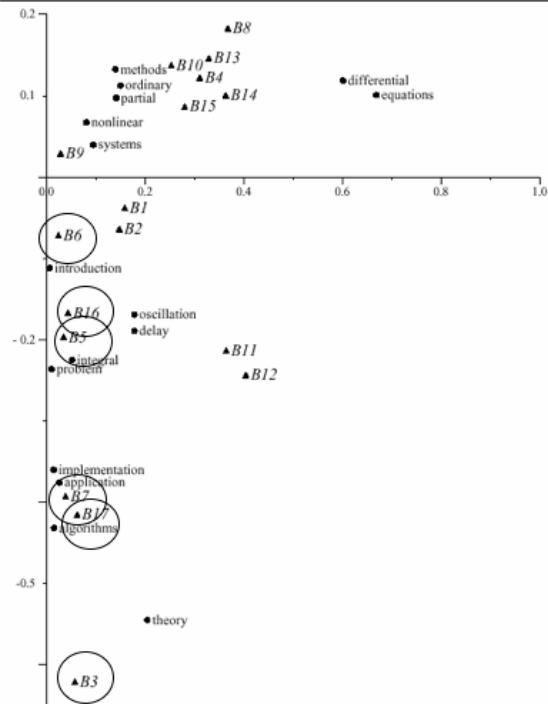 0.2
B8
B13
methods
B10
ordinary
B4
differential
partial
0.1
B14
equations
B15
nonlinear
systems
B9
0.0
0.2
0.4
0.6
0.8
1.0
B1
B2
B6
introduction
B16
oscillation
delay
B5
- 0.2
B11
integral
problem
B12
implementation
application
B7
B17
algorithms
-0.5
theory
B3